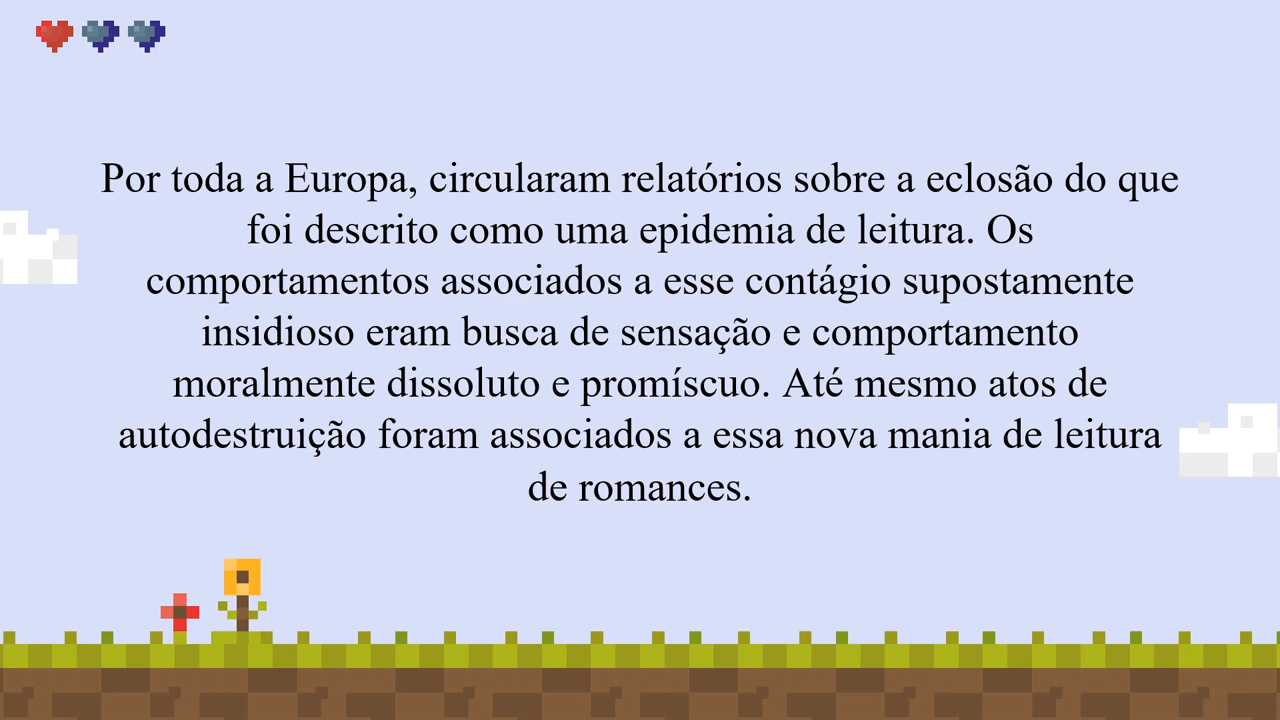 Por toda a Europa, circularam relatórios sobre a eclosão do que
foi descrito como uma epidemia de leitura. Os
comportamentos associados a esse contágio supostamente
insidioso eram busca de sensação e comportamento
moralmente dissoluto e promíscuo. Até mesmo atos de
autodestruição foram associados a essa nova mania de leitura
de romances.